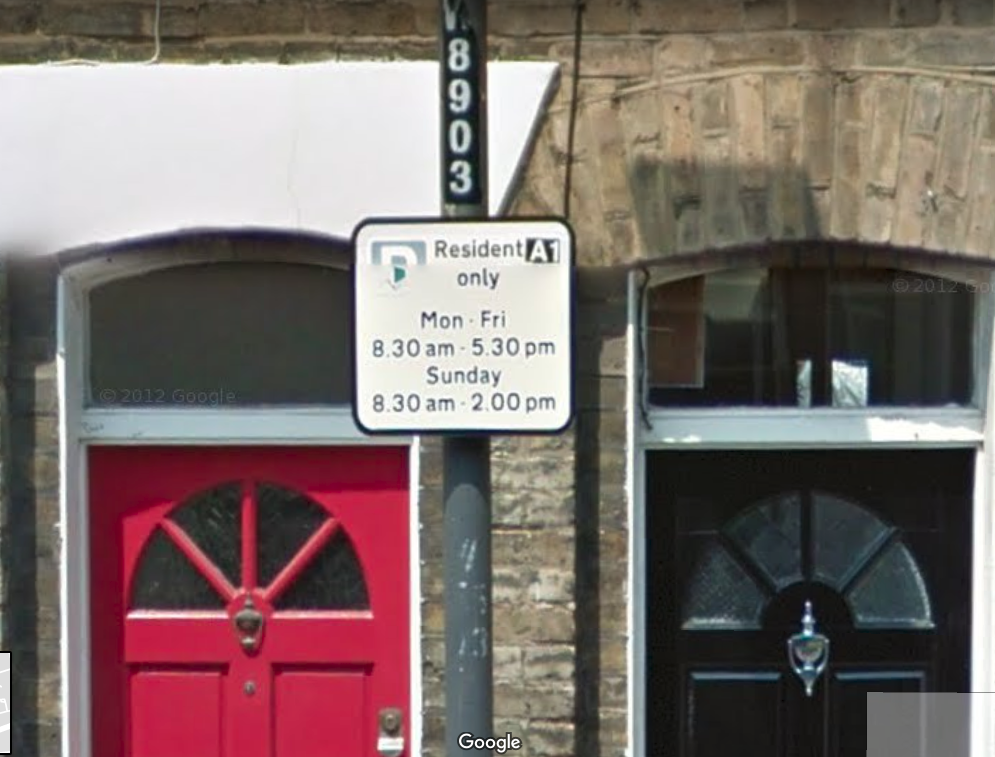 8903
P Resident A1
only
Mon - Fri
8.30 am - 5.30 pm
Sunday
8.30 am - 2.00 pm
© 2012 Google
© 2012
Google